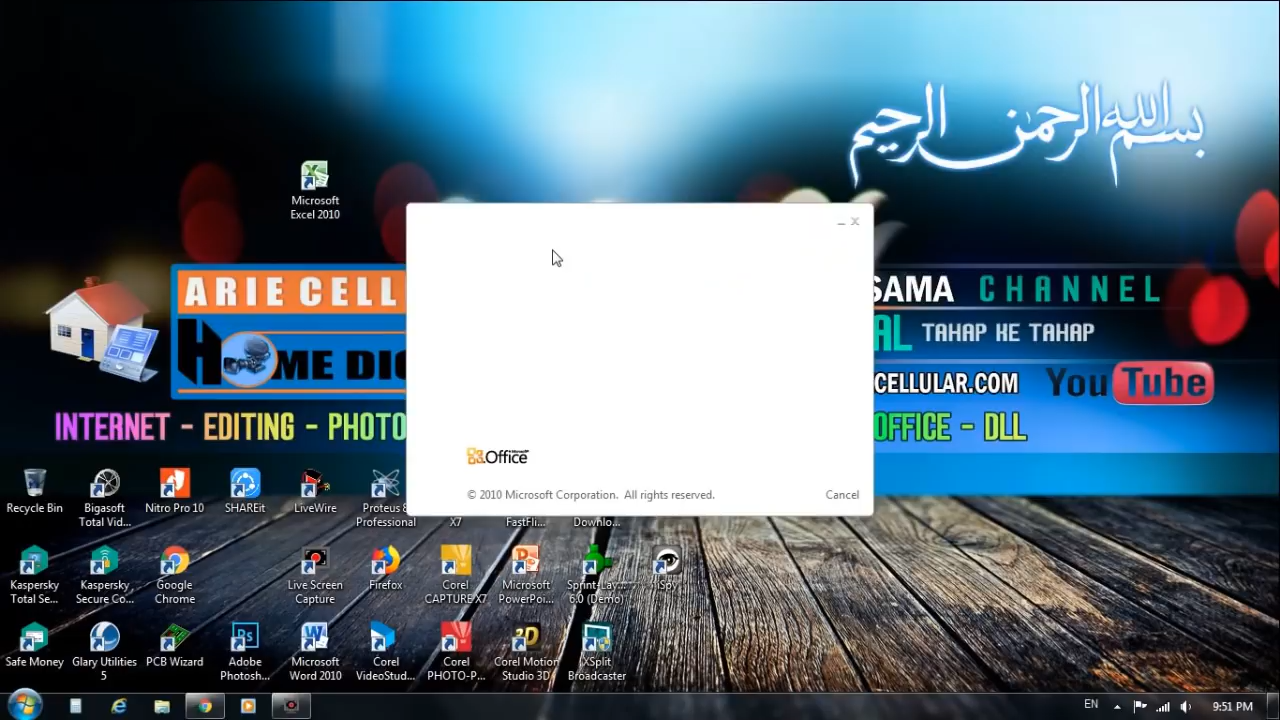 بسم الله الرحمن الرحيم
Microsoft
Excel 2010
ARIE CELL
SAMA CHANNEL
AL TAHAP KE TAHAP
HOME DIG
CELLULAR.COM YouTube
INTERNET - EDITING - PHOTO
OFFICE - DLL
Microsoft
Office
© 2010 Microsoft Corporation. All rights reserved.
Cancel
Recycle Bin
Bigasoft
Total Vid...
Nitro Pro 10
SHAREit
LiveWire
Proteus 8
Professional
X7
FastFli...
Downlo...
Kaspersky
Total Se...
Kaspersky
Secure Co...
Google
Chrome
Live Screen
Capture
Firefox
Corel
CAPTURE X7
Microsoft
PowerPoi...
Sprint-Lay...
6.0 (Demo)
iSpy
Safe Money
Glary Utilities
5
PCB Wizard
Adobe
Photosh...
Microsoft
Word 2010
Corel
VideoStud...
Corel
PHOTO-P...
Corel Motion
Studio 3D
XSplit
Broadcaster
EN
9:51 PM